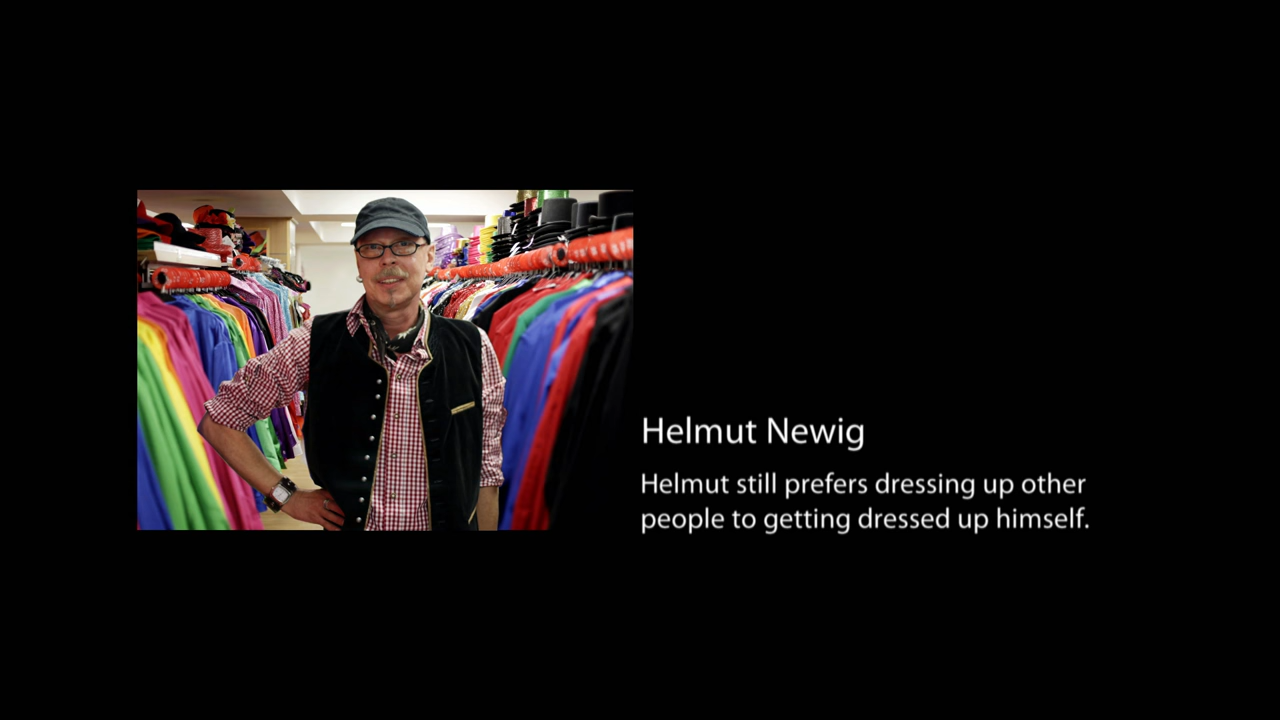 Helmut Newig
Helmut still prefers dressing up other
people to getting dressed up himself.